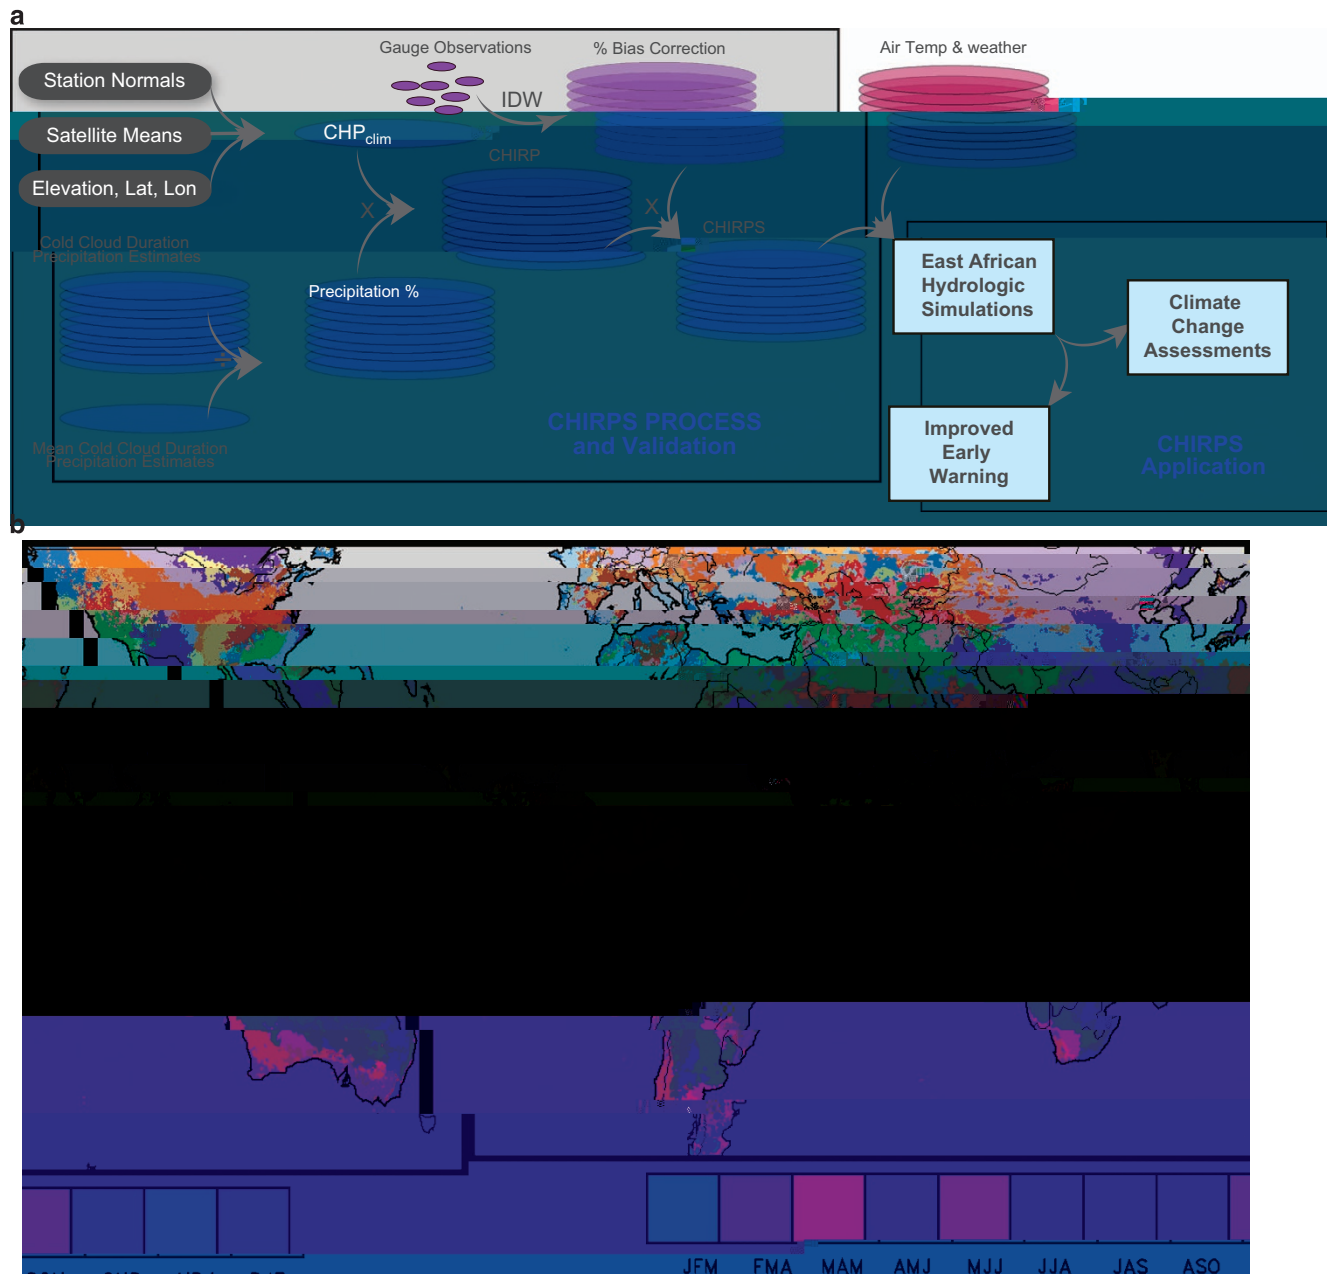 a
Gauge Observations
% Bias Correction
Air Temp & weather
Station Normals
IDW
Satellite Means
CHPclim
CHIRP
Elevation, Lat, Lon
X
X
CHIRPS
Cold Cloud Duration
Precipitation Estimates
Precipitation %
East African
Hydrologic
Simulations
Climate
Change
Assessments
÷
Mean Cold Cloud Duration
Precipitation Estimates
CHIRPS PROCESS
and Validation
Improved
Early
Warning
CHIRPS
Application
b
JFM FMA MAM AMJ MJJ JJA JAS ASO